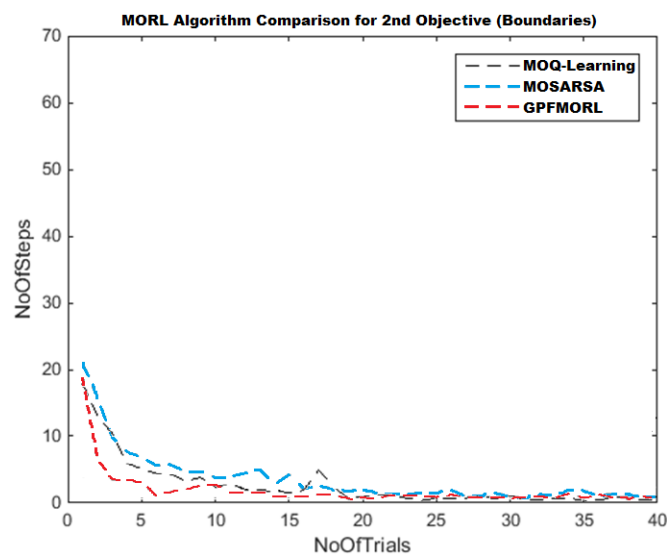 MORL Algorithm Comparison for 2nd Objective (Boundaries)
70
60
50
40
30
20
10
0
NoOfSteps
MOQ-Learning
MOSARSA
GPFMORL
0 5 10 15 20 25 30 35 40
NoOfTrials